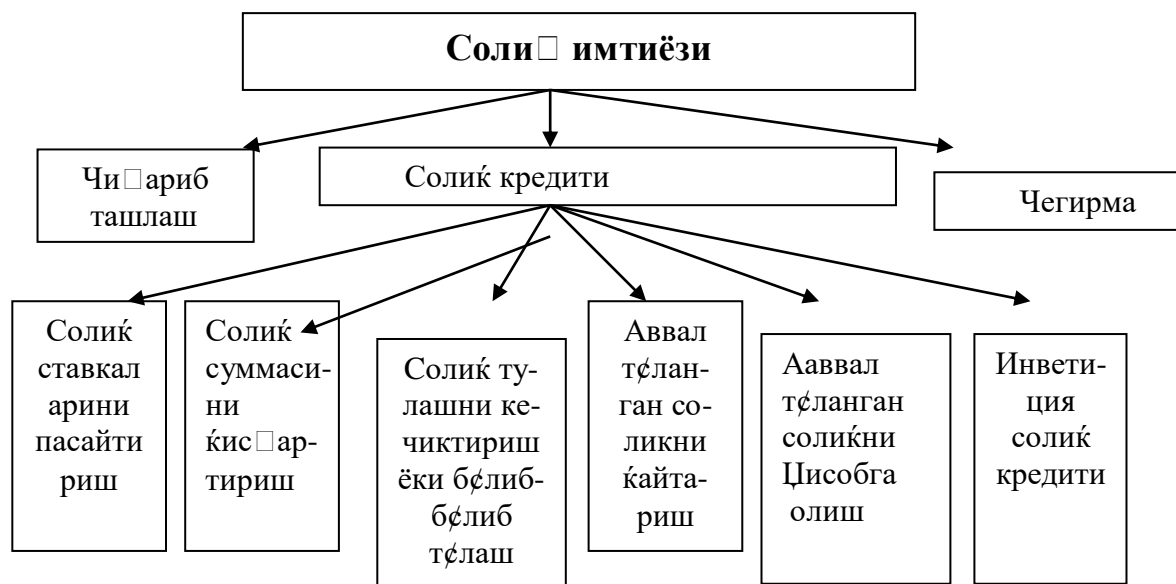 Соли□ имтиёзи
Чи□ариб
ташлаш
Солиќ кредити
Чегирма
Солиќ
ставкал
арини
пасайти
риш
Солиќ
суммаси-
ни
ќис□ар-
тириш
Солиќ ту-
лашни ке-
чиктириш
ёки бўлиб-
бўлиб
тўлаш
Аввал
тўлан-
ган со-
ликни
ќайта-
риш
Ааввал
тўланган
солиќни
Џисобга
олиш
Инвети-
ция
солиќ
кредити